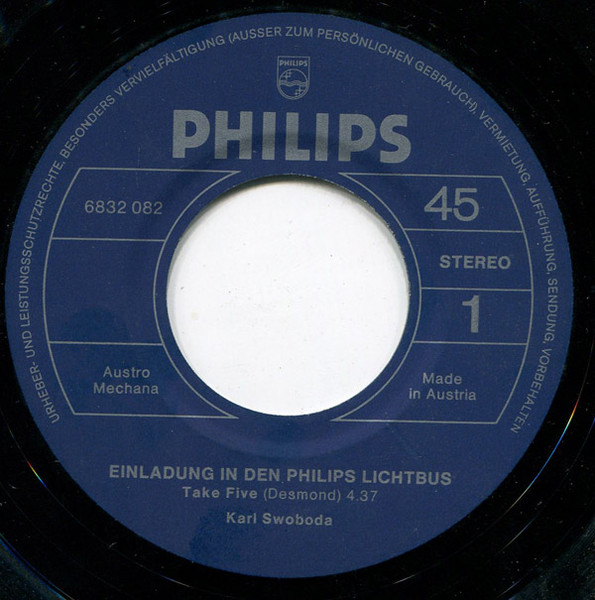 URHEBER- UND LEISTUNGSSCHUTZRECHTE, BESONDERS VERVIELFÄLTIGUNG (AUSSER ZUM PERSÖNLICHEN GEBRAUCH), VERMIETUNG, AUFFÜHRUNG, SENDUNG, VORBEHALTEN
PHILIPS
PHILIPS
6832 082
45
STEREO
1
Austro
Mechana
Made
in Austria
EINLADUNG IN DEN PHILIPS LICHTBUS
Take Five (Desmond) 4.37
Karl Swoboda